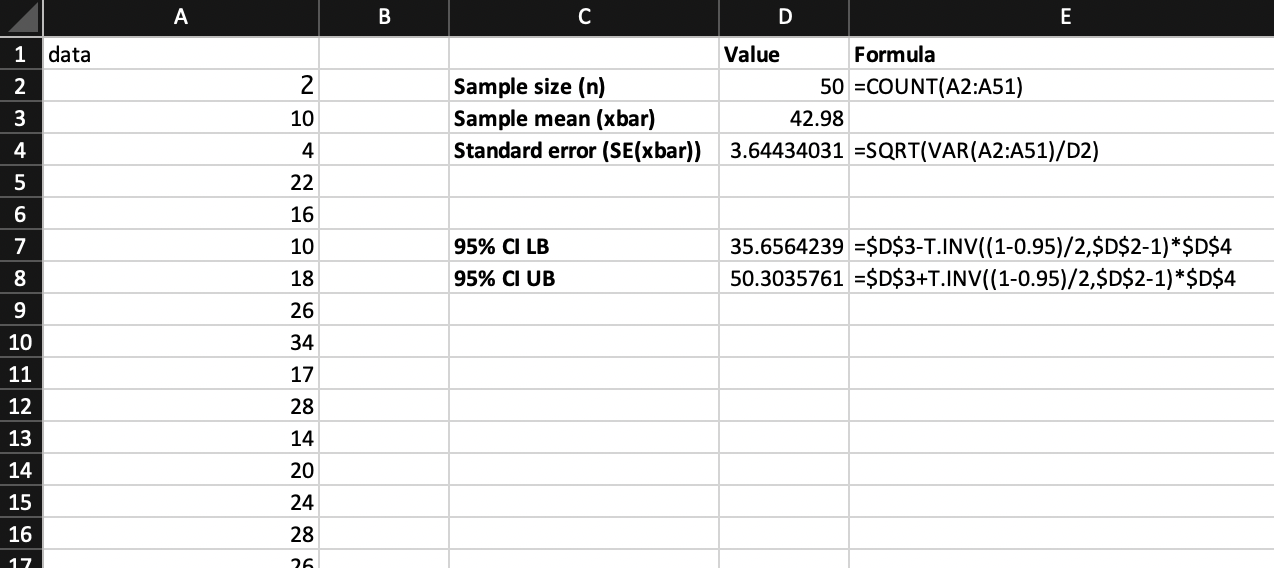 A B C D E
1 data Value Formula
2 2 Sample size (n) 50 =COUNT(A2:A51)
3 10 Sample mean (xbar) 42.98
4 4 Standard error (SE(xbar)) 3.64434031 =SQRT(VAR(A2:A51)/D2)
5 22
6 16
7 10 95% CI LB 35.6564239 =$D$3-T.INV((1-0.95)/2,$D$2-1)*$D$4
8 18 95% CI UB 50.3035761 =$D$3+T.INV((1-0.95)/2,$D$2-1)*$D$4
9 26
10 34
11 17
12 28
13 14
14 20
15 24
16 28
17 26